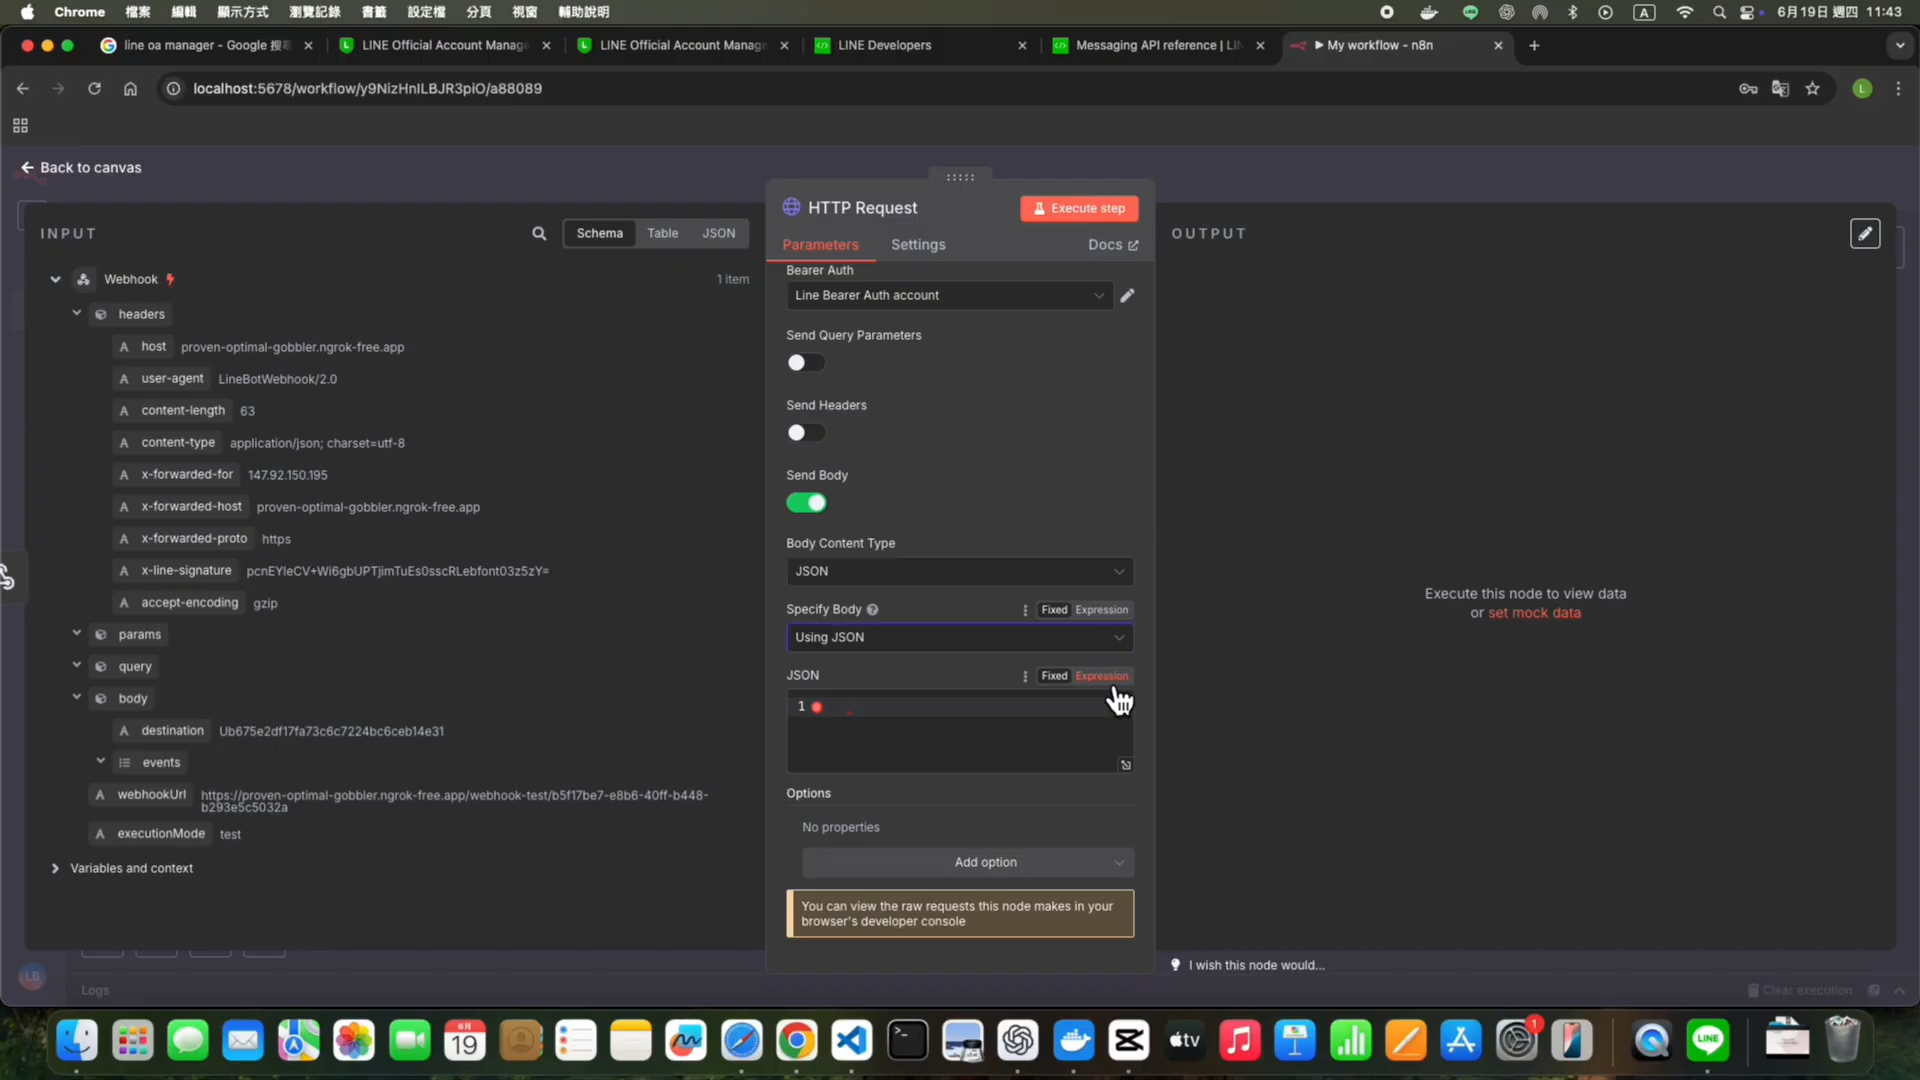 Chrome 檔案 編輯 顯示方式 瀏覽記錄 書籤 設定檔 分頁 視窗 輔助說明 A 6月19日 週四 11:43
line oa manager - Google 搜尋 LINE Official Account Manag LINE Official Account Manag LINE Developers Messaging API reference | LIN My workflow - n8n
localhost:5678/workflow/y9NizHnILBJR3piO/a88089 L
Back to canvas
INPUT
Schema Table JSON
Webhook 1 item
headers
A host proven-optimal-gobbler.ngrok-free.app
A user-agent LineBotWebhook/2.0
A content-length 63
A content-type application/json; charset=utf-8
A x-forwarded-for 147.92.150.195
A x-forwarded-host proven-optimal-gobbler.ngrok-free.app
A x-forwarded-proto https
A x-line-signature pcnEYIeCV+Wi6gbUPTjimTuEs0sscRLebfont03z5zY=
A accept-encoding gzip
params
query
body
A destination Ub675e2df17fa73c6c7224bc6ceb14e31
events
A webhookUrl https://proven-optimal-gobbler.ngrok-free.app/webhook-test/b5f17be7-e8b6-40ff-b448-
b293e5c5032a
A executionMode test
Variables and context
HTTP Request Execute step
Parameters Settings Docs
Bearer Auth
Line Bearer Auth account
Send Query Parameters
Send Headers
Send Body
Body Content Type
JSON
Specify Body Fixed Expression
Using JSON
JSON Fixed Expression
1
Options
No properties
Add option
You can view the raw requests this node makes in your
browser's developer console
OUTPUT
Execute this node to view data
or set mock data
I wish this node would...
LB
Logs Clear execution
6月
19
tv
1
LINE